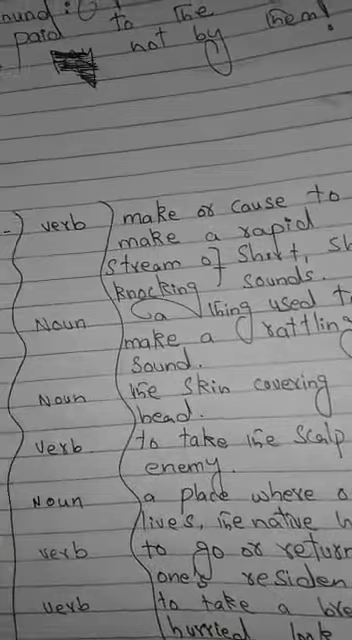 to the
paid not by them!
verb make or cause to
make a rapid
stream of short,
knocking sounds.
Noun (a thing used
make a rattling
sound.
Noun the skin covering
head.
verb to take the scalp
enemy.
Noun a place where
lives, the native
verb to go or return
one's residen
verb to take a
hurried look